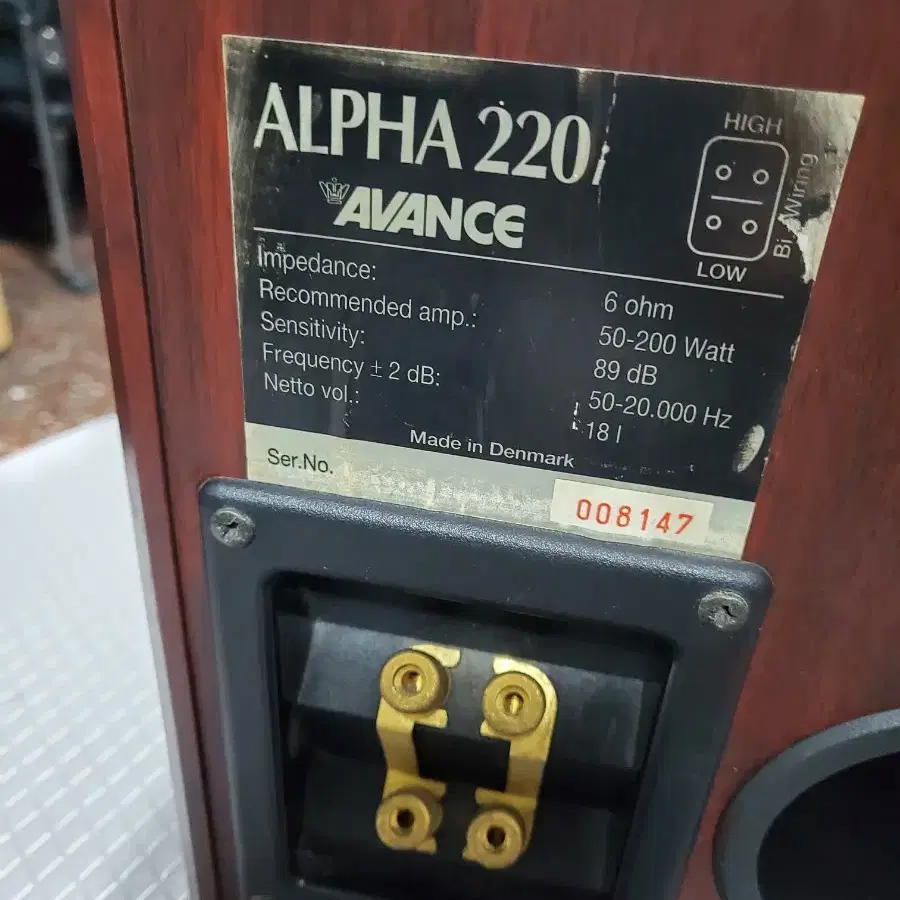 ALPHA 220i
AVANCE
HIGH
Bi-Wiring
LOW
Impedance: 6 ohm
Recommended amp.: 50-200 Watt
Sensitivity: 89 dB
Frequency ± 2 dB: 50-20.000 Hz
Netto vol.: 18 l
Made in Denmark
Ser.No. 008147